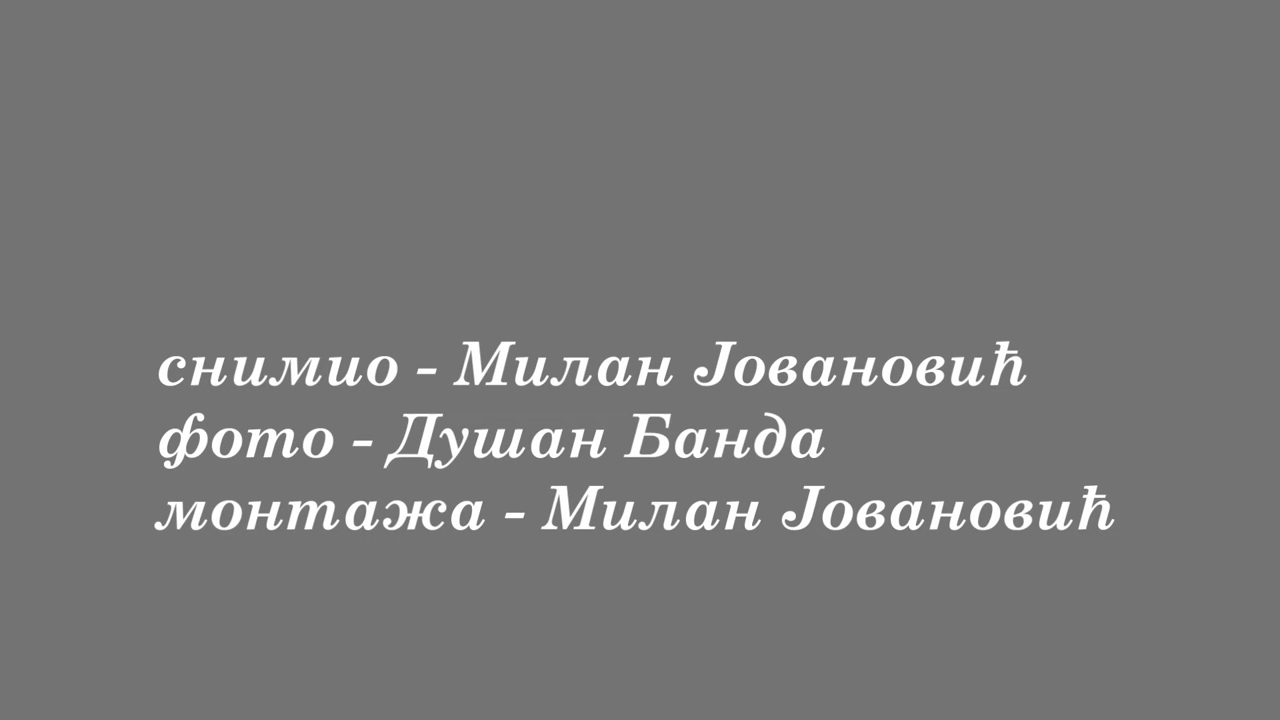 снимио - Милан Јовановић
фото - Душан Банда
монтажа - Милан Јовановић